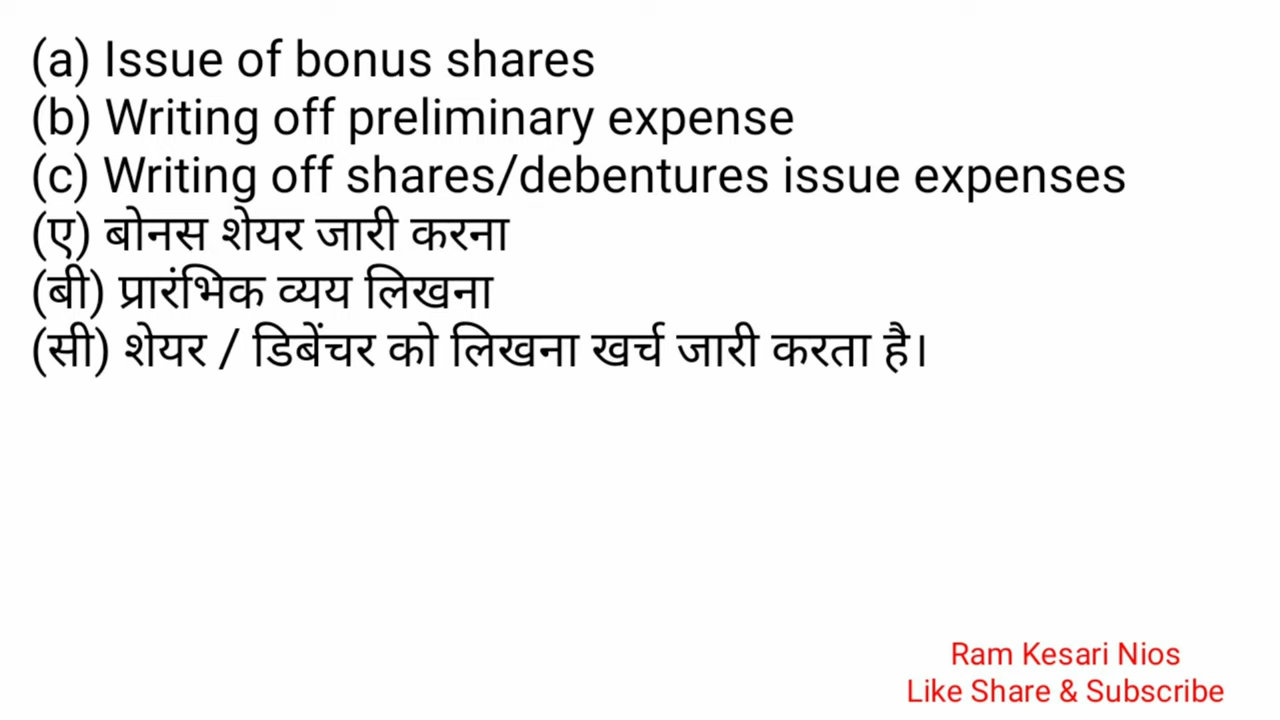 (a) Issue of bonus shares
(b) Writing off preliminary expense
(c) Writing off shares/debentures issue expenses
(ए) बोनस शेयर जारी करना
(बी) प्रारंभिक व्यय लिखना
(सी) शेयर / डिबेंचर को लिखना खर्च जारी करता है।
Ram Kesari Nios
Like Share & Subscribe